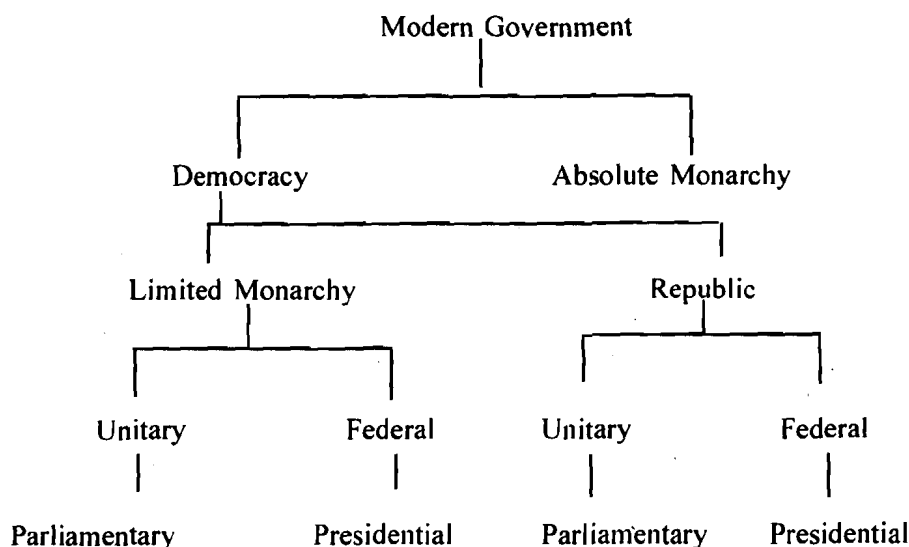 Modern Government
Democracy Absolute Monarchy
Limited Monarchy Republic
Unitary Federal Unitary Federal
Parliamentary Presidential Parliamentary Presidential